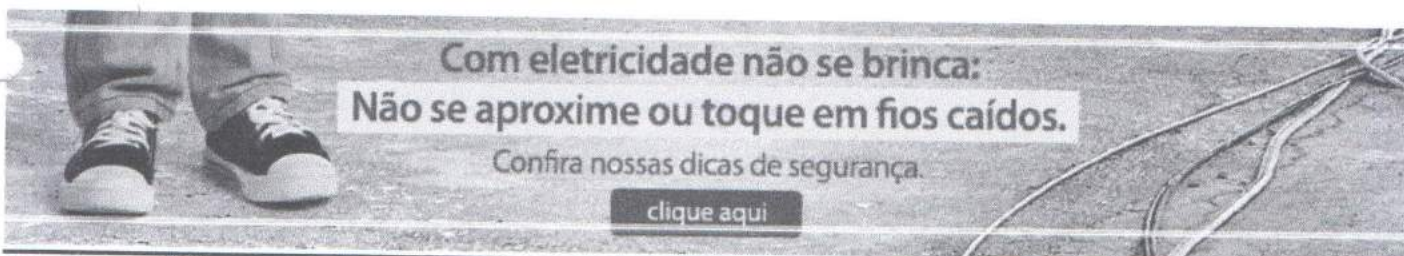 Com eletricidade não se brinca:
Não se aproxime ou toque em fios caídos.
Confira nossas dicas de segurança.
clique aqui